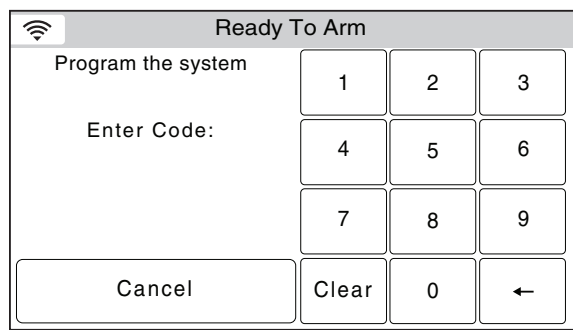 Ready To Arm
Program the system
Enter Code:
1 2 3
4 5 6
7 8 9
Cancel Clear 0 ←